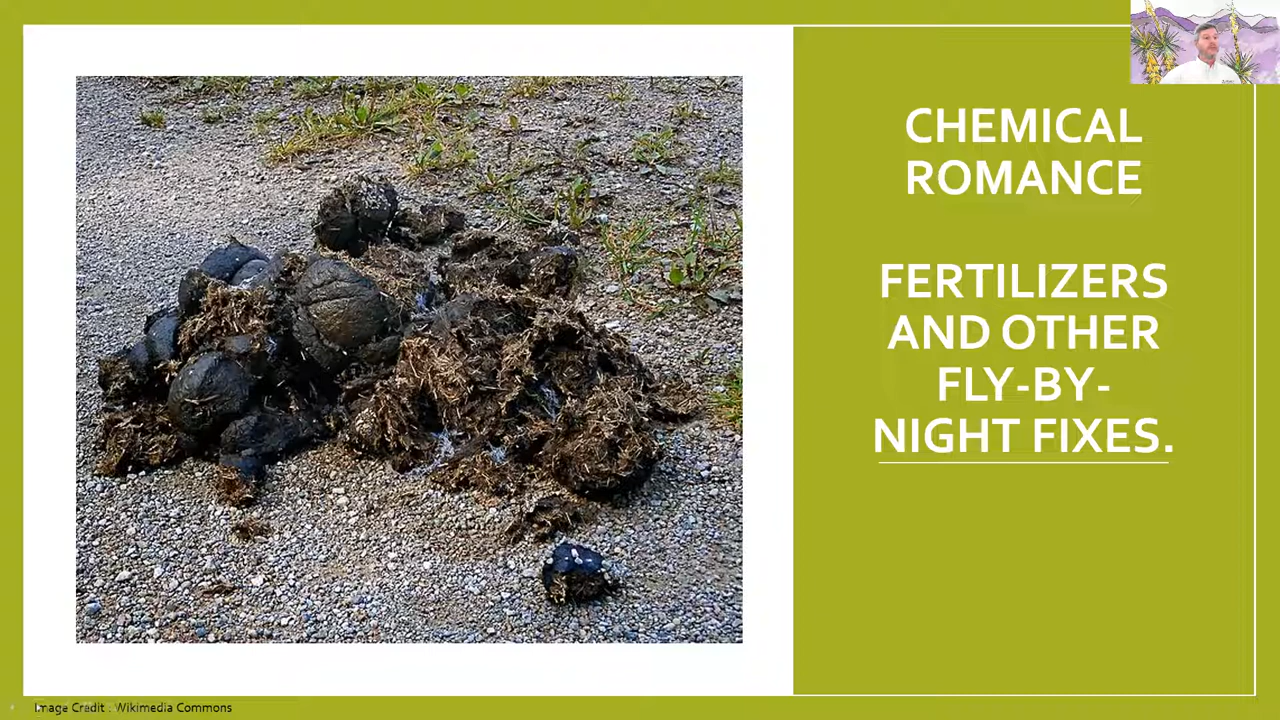 CHEMICAL
ROMANCE
FERTILIZERS
AND OTHER
FLY-BY-
NIGHT FIXES.
Image Credit : Wikimedia Commons